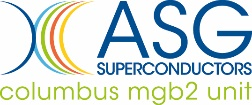 ASG
SUPERCONDUCTORS
columbus mgb2 unit